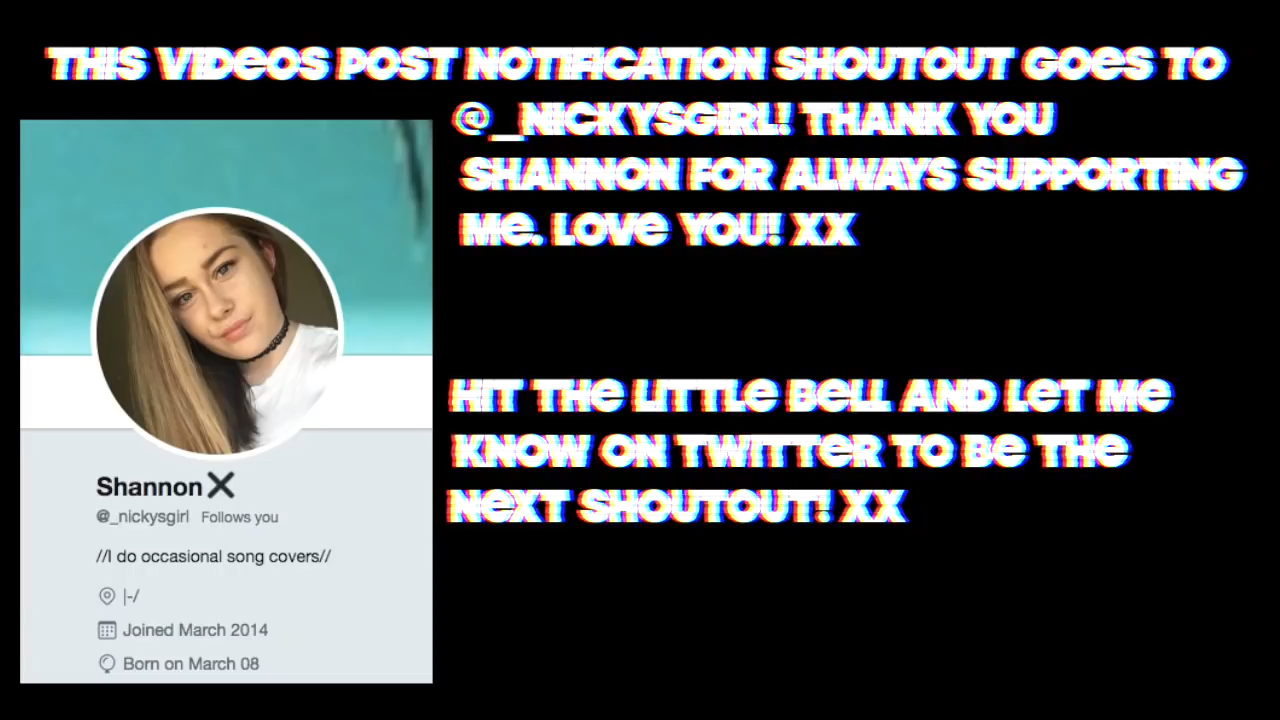 THIS VIDEOS POST NOTIFICATION SHOUTOUT GOES TO
@_NICKYSGIRL! THANK YOU
SHANNON FOR ALWAYS SUPPORTING
ME. LOVE YOU! XX
HIT THE LITTLE BELL AND LET ME
KNOW ON TWITTER TO BE THE
NEXT SHOUTOUT! XX
Shannon❌
@_nickysgirl Follows you
//I do occasional song covers//
|-/
Joined March 2014
Born on March 08